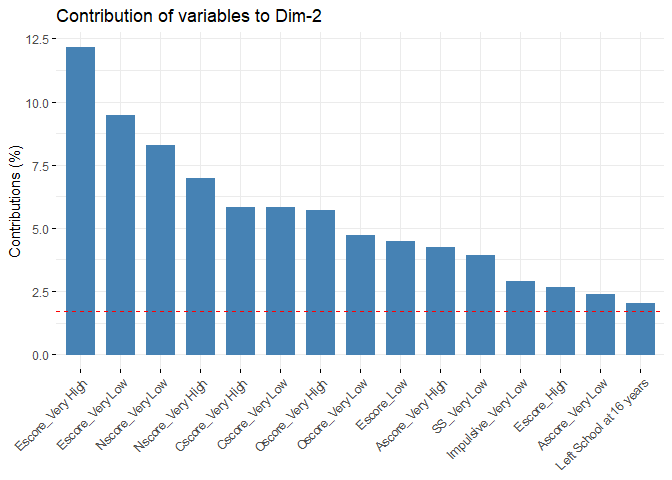 Contribution of variables to Dim-2
Contributions (%)
12.5
10.0
7.5
5.0
2.5
0.0
Escore_Very High
Escore_Very Low
Nscore_Very Low
Nscore_Very High
Cscore_Very High
Cscore_Very Low
Oscore_Very High
Oscore_Very Low
Escore_Low
Ascore_Very High
SS_Very Low
Impulsive_Very Low
Escore_High
Ascore_Very Low
Left School at 16 years